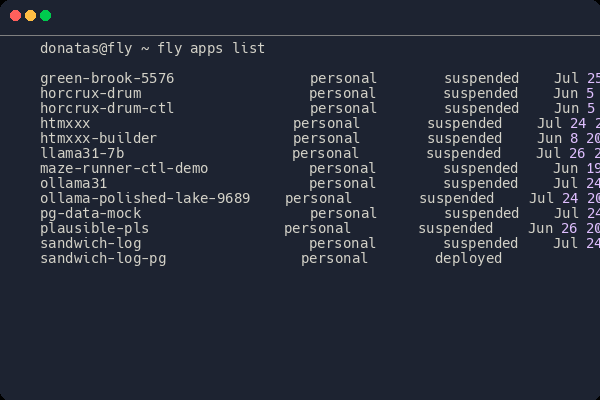 donatas@fly ~ fly apps list
green-brook-5576 personal suspended Jul 25
horcrux-drum personal suspended Jun 5
horcrux-drum-ctl personal suspended Jun 5
htmxxx personal suspended Jul 24 2
htmxxx-builder personal suspended Jun 8 20
llama31-7b personal suspended Jul 26 2
maze-runner-ctl-demo personal suspended Jun 19
ollama31 personal suspended Jul 24
ollama-polished-lake-9689 personal suspended Jul 24 20
pg-data-mock personal suspended Jul 24
plausible-pls personal suspended Jun 26 20
sandwich-log personal suspended Jul 24
sandwich-log-pg personal deployed